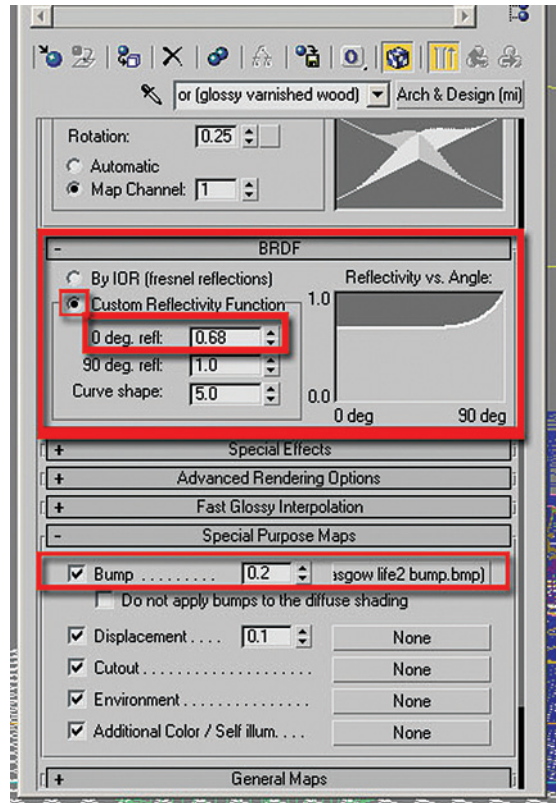 or (glossy varnished wood) Arch & Design (mi)
Rotation: 0.25
Automatic
Map Channel: 1
- BRDF
By IOR (fresnel reflections) Reflectivity vs. Angle:
Custom Reflectivity Function 1.0
0 deg. refl: 0.68
90 deg. refl: 1.0
Curve shape: 5.0 0.0
0 deg 90 deg
+ Special Effects
+ Advanced Rendering Options
+ Fast Glossy Interpolation
- Special Purpose Maps
Bump . . . . . . . . . 0.2 asgow life2 bump.bmp)
Do not apply bumps to the diffuse shading
Displacement . . . . 0.1 None
Cutout . . . . . . . . . . . . . . . . . . . . None
Environment . . . . . . . . . . . . . . . None
Additional Color / Self illum. . . . None
+ General Maps